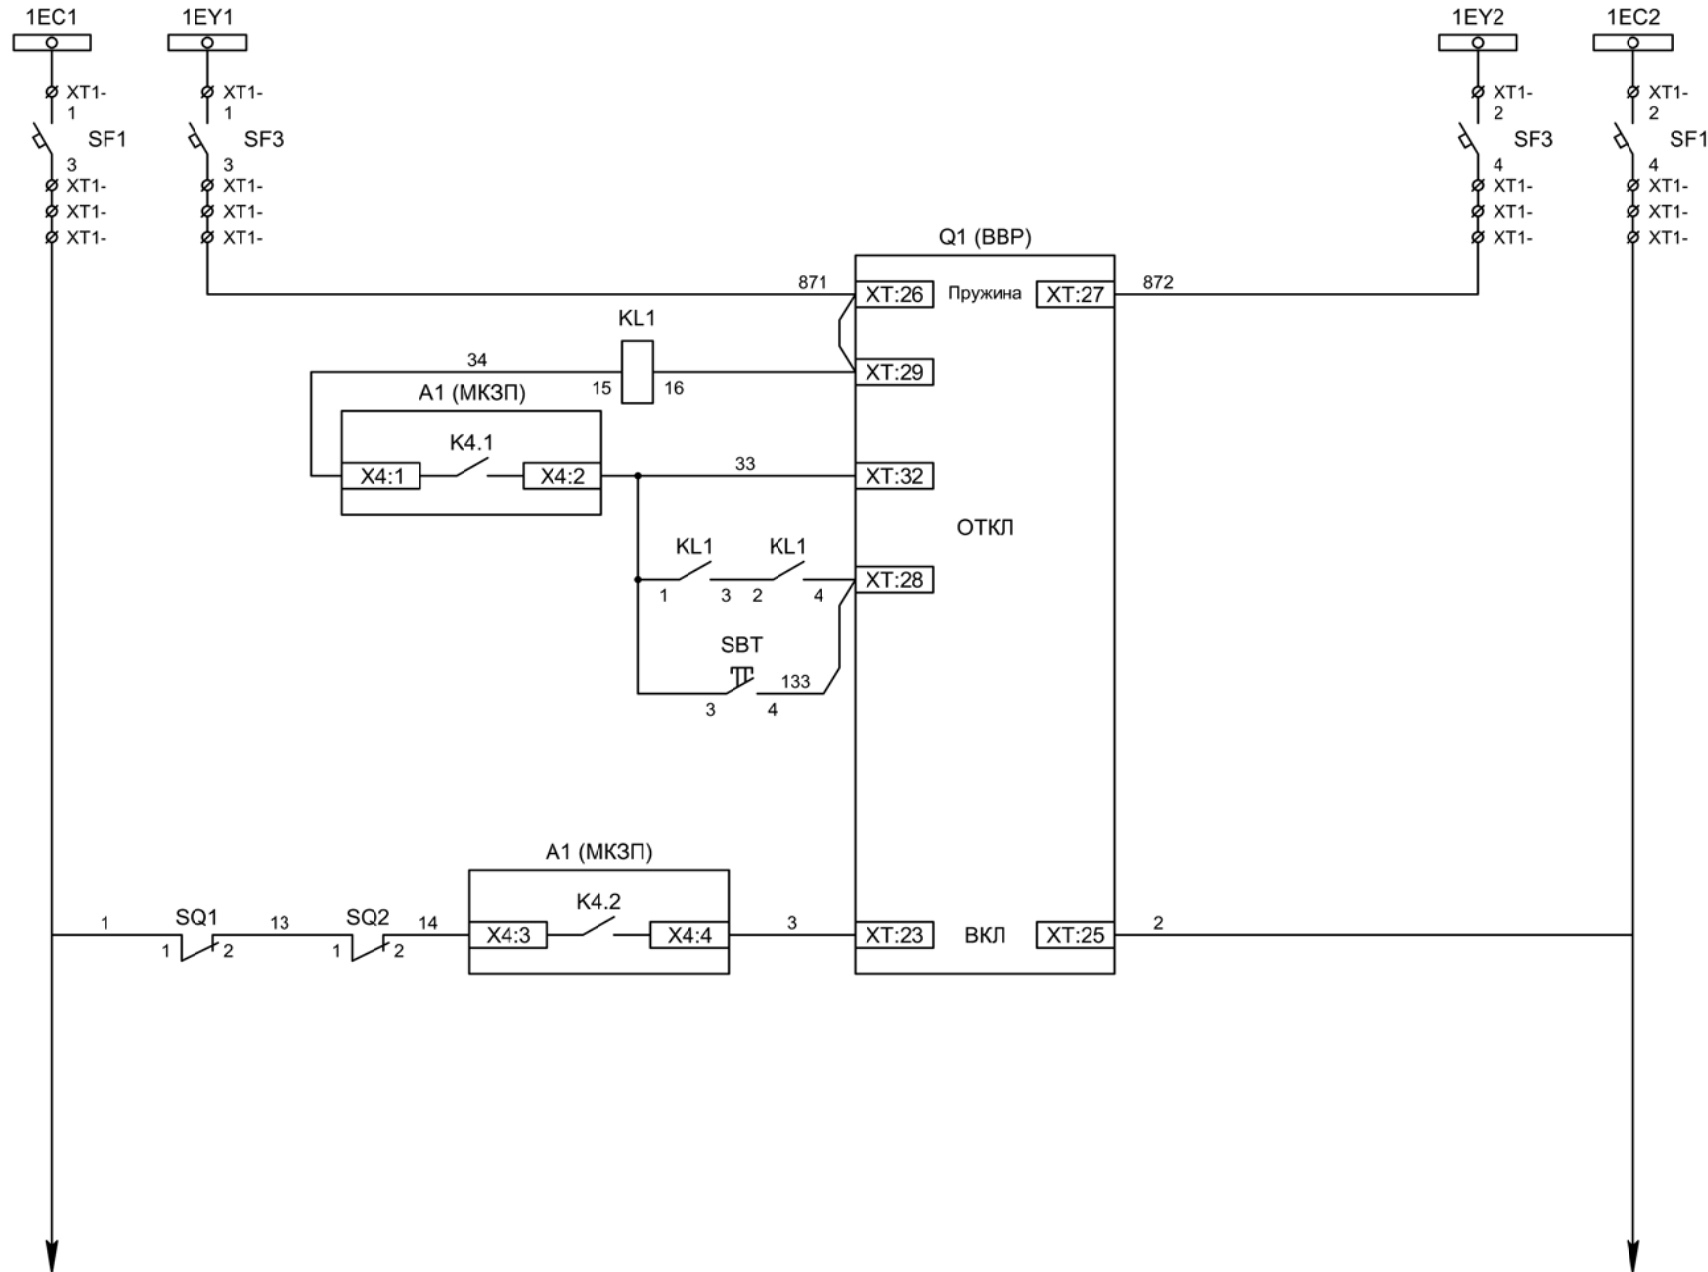 1EC1
1EY1
1EY2
1EC2
XT1-
1
SF1
3
XT1-
XT1-
XT1-
XT1-
1
SF3
3
XT1-
XT1-
XT1-
XT1-
2
SF3
4
XT1-
XT1-
XT1-
XT1-
2
SF1
4
XT1-
XT1-
XT1-
Q1 (ВВР)
871
XT:26
Пружина
XT:27
872
KL1
34
15
16
XT:29
A1 (МКЗП)
K4.1
X4:1
X4:2
33
XT:32
ОТКЛ
KL1
KL1
1
3
2
4
XT:28
SBT
133
3
4
A1 (МКЗП)
K4.2
1
SQ1
1
2
13
SQ2
1
2
14
X4:3
X4:4
3
XT:23
ВКЛ
XT:25
2